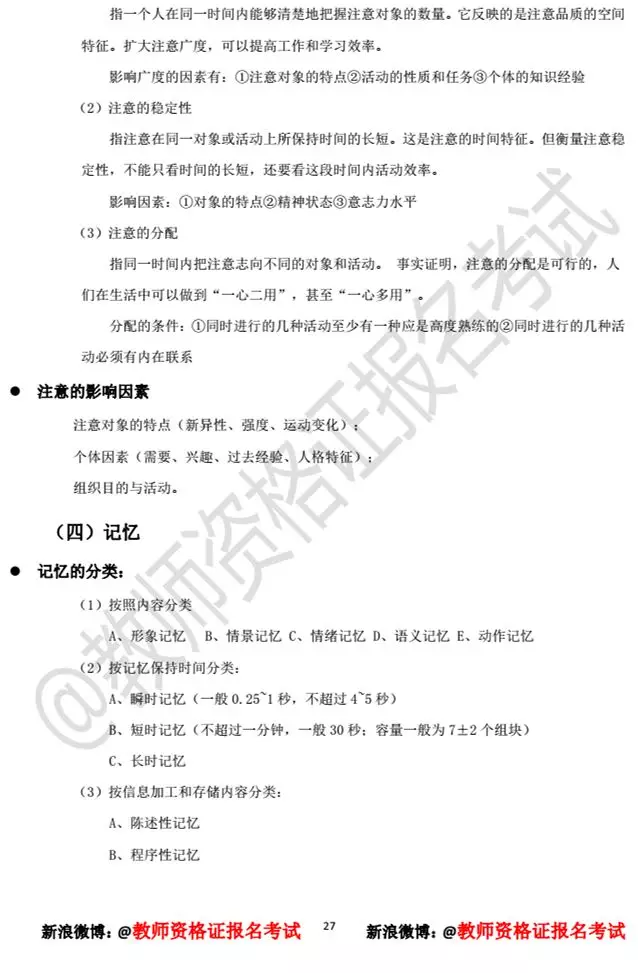 指一个人在同一时间内能够清楚地把握注意对象的数量。它反映的是注意品质的空间
特征。扩大注意广度，可以提高工作和学习效率。
影响广度的因素有：①注意对象的特点②活动的性质和任务③个体的知识经验
（2）注意的稳定性
指注意在同一对象或活动上所保持时间的长短。这是注意的时间特征。但衡量注意稳
定性，不能只看时间的长短，还要看这段时间内活动效率。
影响因素：①对象的特点②精神状态③意志力水平
（3）注意的分配
指同一时间内把注意志向不同的对象和活动。 事实证明，注意的分配是可行的，人
们在生活中可以做到“一心二用”，甚至“一心多用”。
分配的条件：①同时进行的几种活动至少有一种应是高度熟练的②同时进行的几种活
动必须有内在联系
● 注意的影响因素
注意对象的特点（新异性、强度、运动变化）；
个体因素（需要、兴趣、过去经验、人格特征）；
组织目的与活动。
（四）记忆
● 记忆的分类：
（1）按照内容分类
A、形象记忆 B、情景记忆 C、情绪记忆 D、语义记忆 E、动作记忆
（2）按记忆保持时间分类：
A、瞬时记忆（一般 0.25~1 秒，不超过 4~5 秒）
B、短时记忆（不超过一分钟，一般 30 秒；容量一般为 7±2 个组块）
C、长时记忆
（3）按信息加工和存储内容分类：
A、陈述性记忆
B、程序性记忆
@教师资格证报名考试
新浪微博：@教师资格证报名考试 27 新浪微博：@教师资格证报名考试